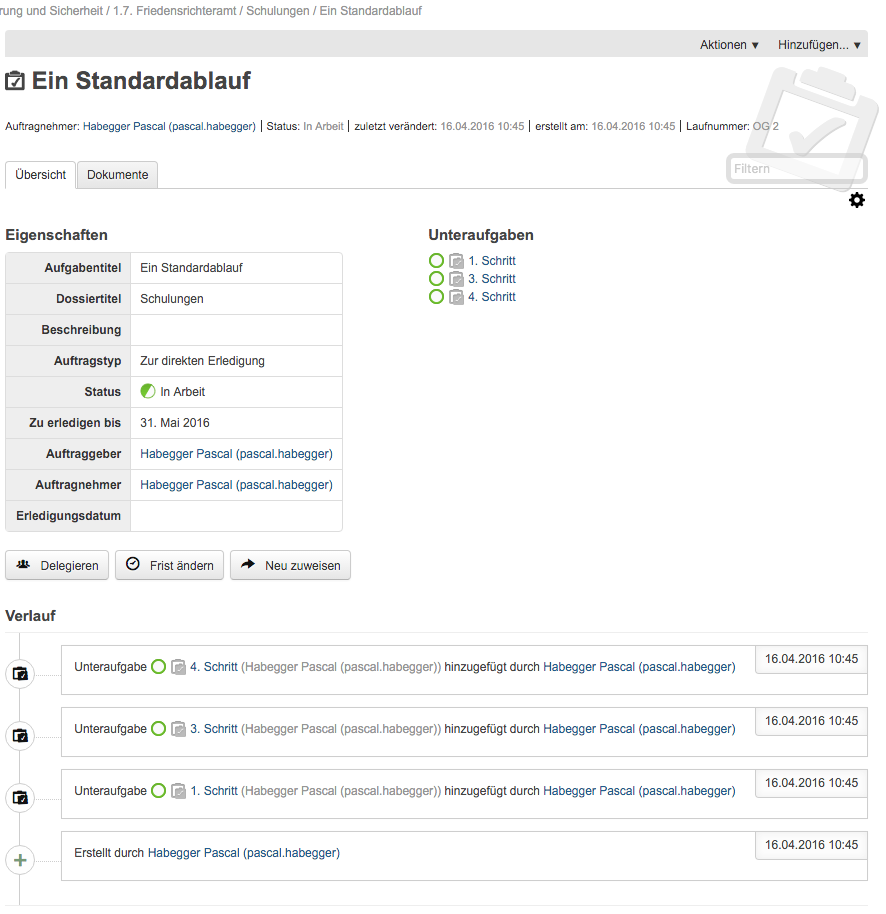 rung und Sicherheit / 1.7. Friedensrichteramt / Schulungen / Ein Standardablauf
Aktionen ▼ Hinzufügen... ▼
Ein Standardablauf
Auftragnehmer: Habegger Pascal (pascal.habegger) | Status: In Arbeit | zuletzt verändert: 16.04.2016 10:45 | erstellt am: 16.04.2016 10:45 | Laufnummer: OG 2
Übersicht Dokumente
Filtern
Eigenschaften
Aufgabentitel Ein Standardablauf
Dossiertitel Schulungen
Beschreibung
Auftragstyp Zur direkten Erledigung
Status In Arbeit
Zu erledigen bis 31. Mai 2016
Auftraggeber Habegger Pascal (pascal.habegger)
Auftragnehmer Habegger Pascal (pascal.habegger)
Erledigungsdatum
Unteraufgaben
1. Schritt
3. Schritt
4. Schritt
Delegieren Frist ändern Neu zuweisen
Verlauf
Unteraufgabe 4. Schritt (Habegger Pascal (pascal.habegger)) hinzugefügt durch Habegger Pascal (pascal.habegger) 16.04.2016 10:45
Unteraufgabe 3. Schritt (Habegger Pascal (pascal.habegger)) hinzugefügt durch Habegger Pascal (pascal.habegger) 16.04.2016 10:45
Unteraufgabe 1. Schritt (Habegger Pascal (pascal.habegger)) hinzugefügt durch Habegger Pascal (pascal.habegger) 16.04.2016 10:45
Erstellt durch Habegger Pascal (pascal.habegger) 16.04.2016 10:45